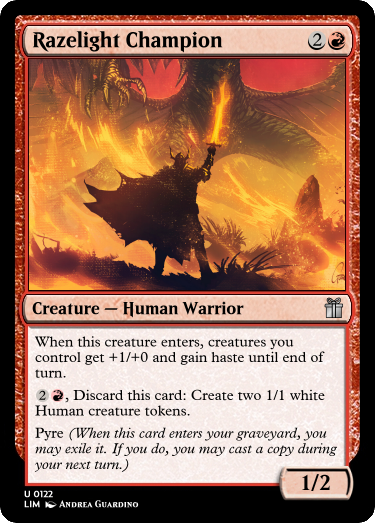 Razelight Champion 2
Creature — Human Warrior
When this creature enters, creatures you
control get +1/+0 and gain haste until end of
turn.
2, Discard this card: Create two 1/1 white
Human creature tokens.
Pyre (When this card enters your graveyard, you
may exile it. If you do, you may cast a copy during
your next turn.)
1/2
U 0122
LIM Andrea Guardino